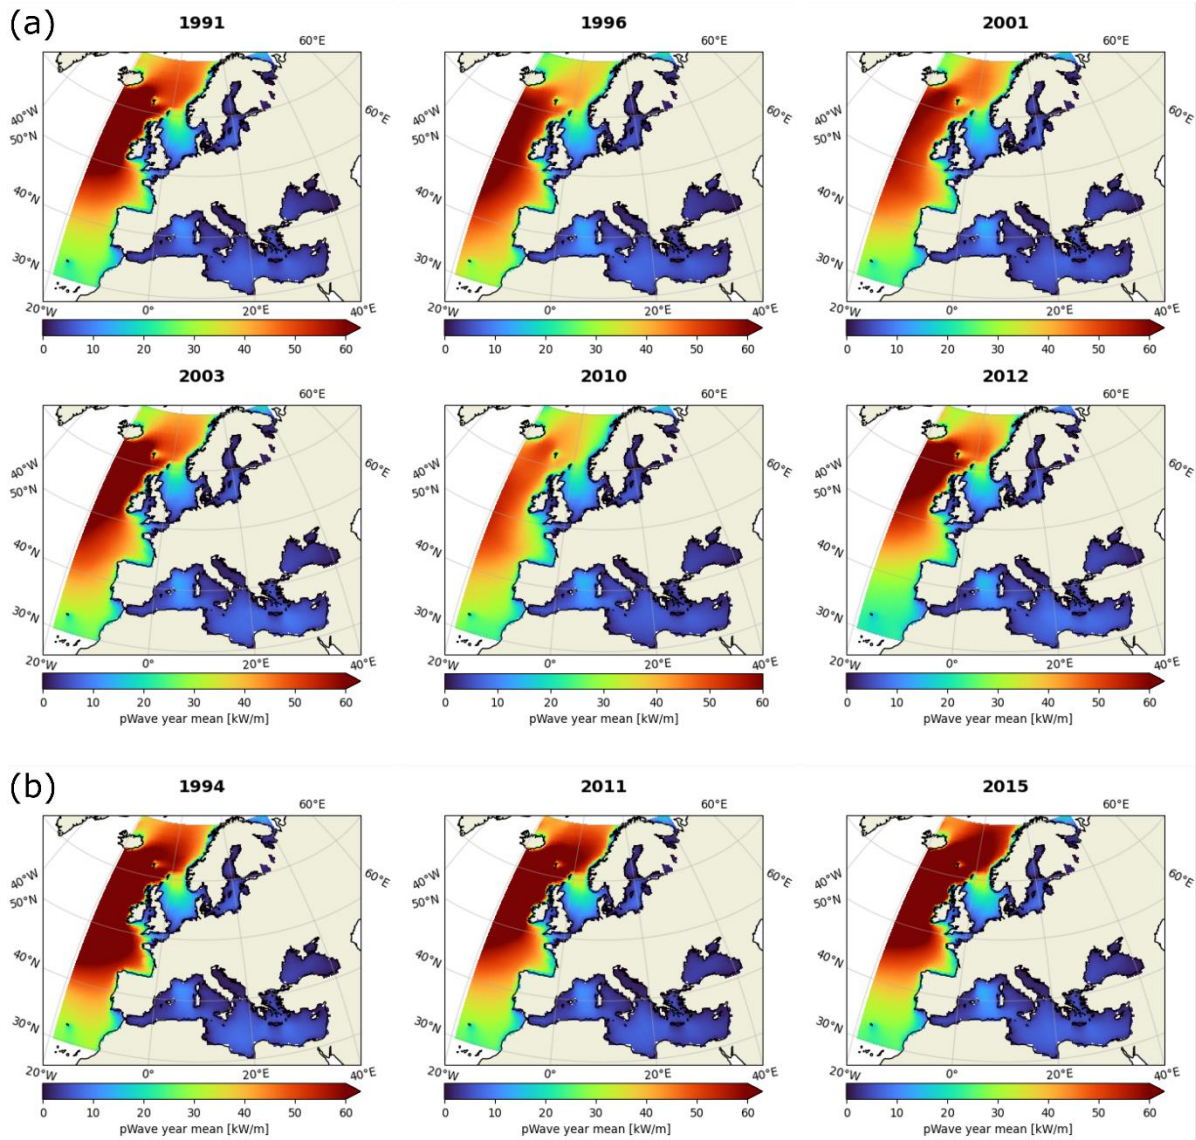 (a)
1991 1996 2001
60°E 60°E 60°E
40°W 60°E 40°W 60°E 40°W 60°E
50°N 50°N 50°N
40°N 40°N 40°N
30°N 30°N 30°N
20°W 0° 20°E 40°E 20°W 0° 20°E 40°E 20°W 0° 20°E 40°E
0 10 20 30 40 50 60 0 10 20 30 40 50 60 0 10 20 30 40 50 60
2003 2010 2012
60°E 60°E 60°E
40°W 60°E 40°W 60°E 40°W 60°E
50°N 50°N 50°N
40°N 40°N 40°N
30°N 30°N 30°N
20°W 0° 20°E 40°E 20°W 0° 20°E 40°E 20°W 0° 20°E 40°E
0 10 20 30 40 50 60 0 10 20 30 40 50 60 0 10 20 30 40 50 60
pWave year mean [kW/m] pWave year mean [kW/m] pWave year mean [kW/m]
(b)
1994 2011 2015
60°E 60°E 60°E
40°W 60°E 40°W 60°E 40°W 60°E
50°N 50°N 50°N
40°N 40°N 40°N
30°N 30°N 30°N
20°W 0° 20°E 40°E 20°W 0° 20°E 40°E 20°W 0° 20°E 40°E
0 10 20 30 40 50 60 0 10 20 30 40 50 60 0 10 20 30 40 50 60
pWave year mean [kW/m] pWave year mean [kW/m] pWave year mean [kW/m]